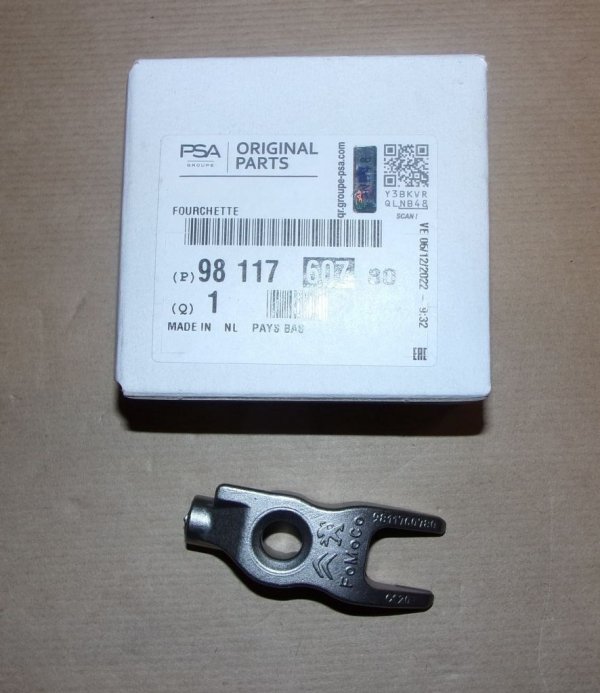 PSA
GROUPE
ORIGINAL
PARTS
qr.groupe-psa.com
Y3BKVR
QLNB48
SCAN!
FOURCHETTE
(P) 98 117 607 80
(Q) 1
MADE IN NL PAYS BAS
VE 06/12/2022 - 9:32
EAC
9811760780
FoMoCo